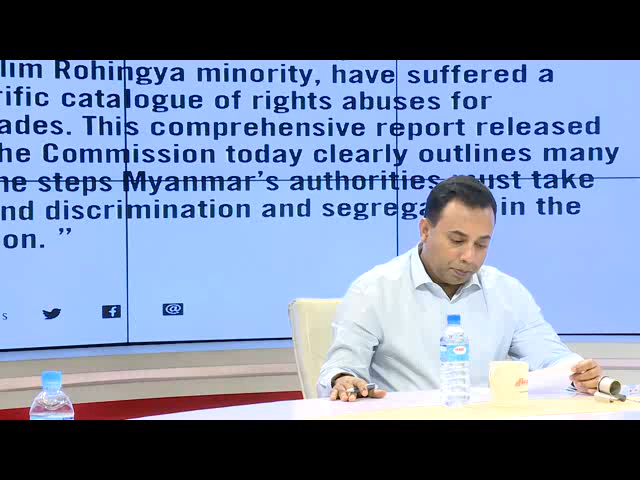 lim Rohingya minority, have suffered a
rific catalogue of rights abuses for
ades. This comprehensive report released
he Commission today clearly outlines many
he steps Myanmar's authorities must take
nd discrimination and segrega in the
on. ”
s
@